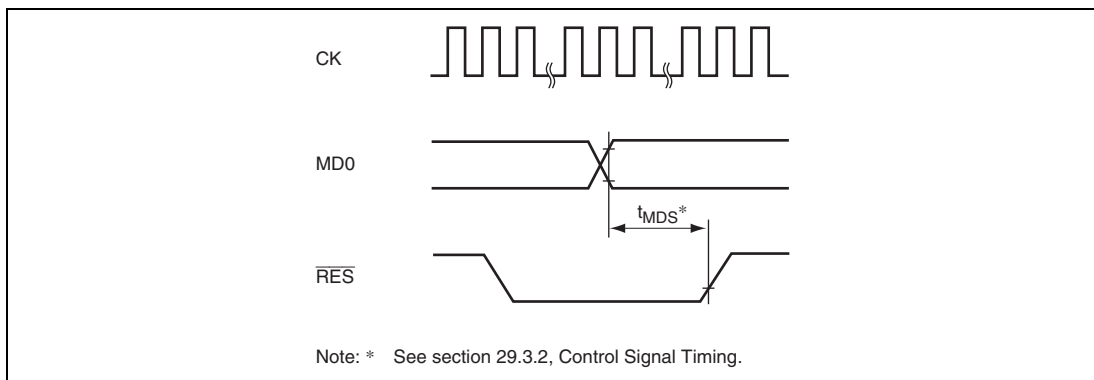 CK
MD0
tMDS*
RES
Note: * See section 29.3.2, Control Signal Timing.